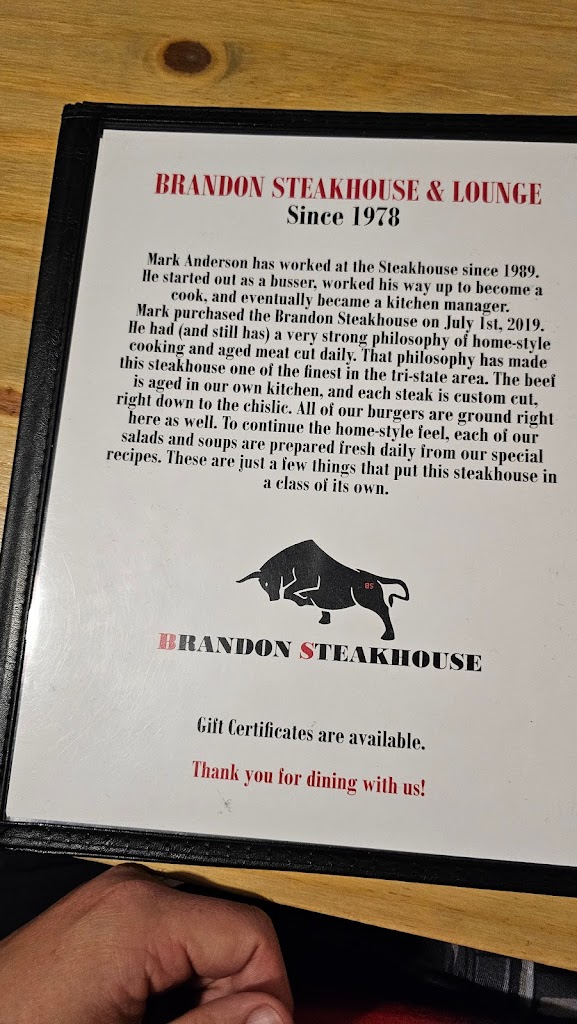 BRANDON STEAKHOUSE & LOUNGE
Since 1978
Mark Anderson has worked at the Steakhouse since 1989.
He started out as a busser, worked his way up to become a
cook, and eventually became a kitchen manager.
Mark purchased the Brandon Steakhouse on July 1st, 2019.
He had (and still has) a very strong philosophy of home-style
cooking and aged meat cut daily. That philosophy has made
this steakhouse one of the finest in the tri-state area. The beef
is aged in our own kitchen, and each steak is custom cut,
right down to the chislic. All of our burgers are ground right
here as well. To continue the home-style feel, each of our
salads and soups are prepared fresh daily from our special
recipes. These are just a few things that put this steakhouse in
a class of its own.
SB
BRANDON STEAKHOUSE
Gift Certificates are available.
Thank you for dining with us!